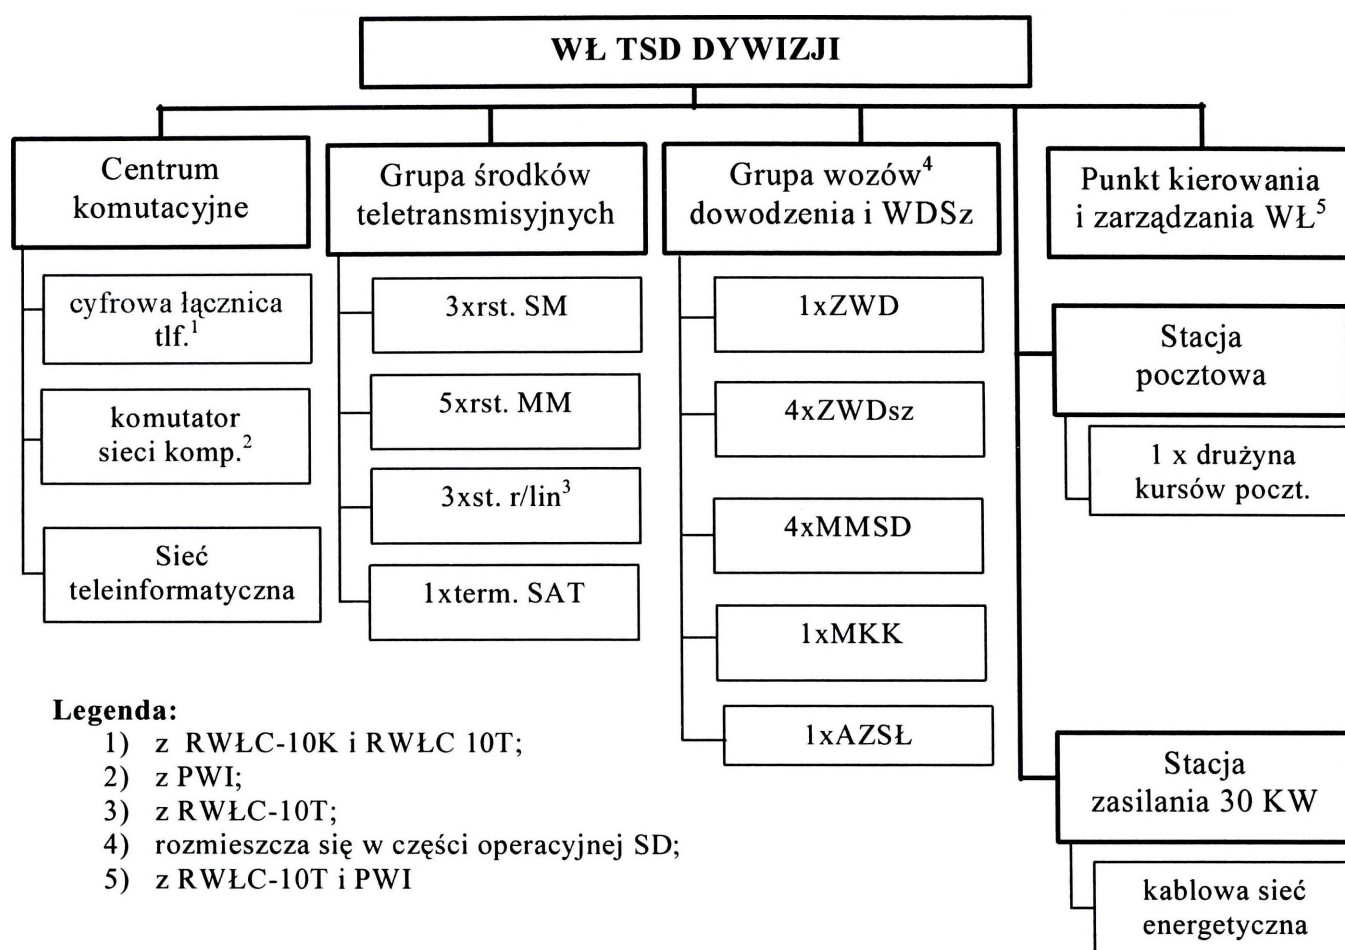 WŁ TSD DYWIZJI
Centrum
komutacyjne
cyfrowa łącznica
tlf.1
komutator
sieci komp.2
Sieć
teleinformatyczna
Grupa środków
teletransmisyjnych
3xrst. SM
5xrst. MM
3xst. r/lin3
1xterm. SAT
Grupa wozów4
dowodzenia i WDSz
1xZWD
4xZWDsz
4xMMSD
1xMKK
1xAZSŁ
Punkt kierowania
i zarządzania WŁ5
Stacja
pocztowa
1 x drużyna
kursów poczt.
Stacja
zasilania 30 KW
kablowa sieć
energetyczna
Legenda:
1) z RWŁC-10K i RWŁC 10T;
2) z PWI;
3) z RWŁC-10T;
4) rozmieszcza się w części operacyjnej SD;
5) z RWŁC-10T i PWI